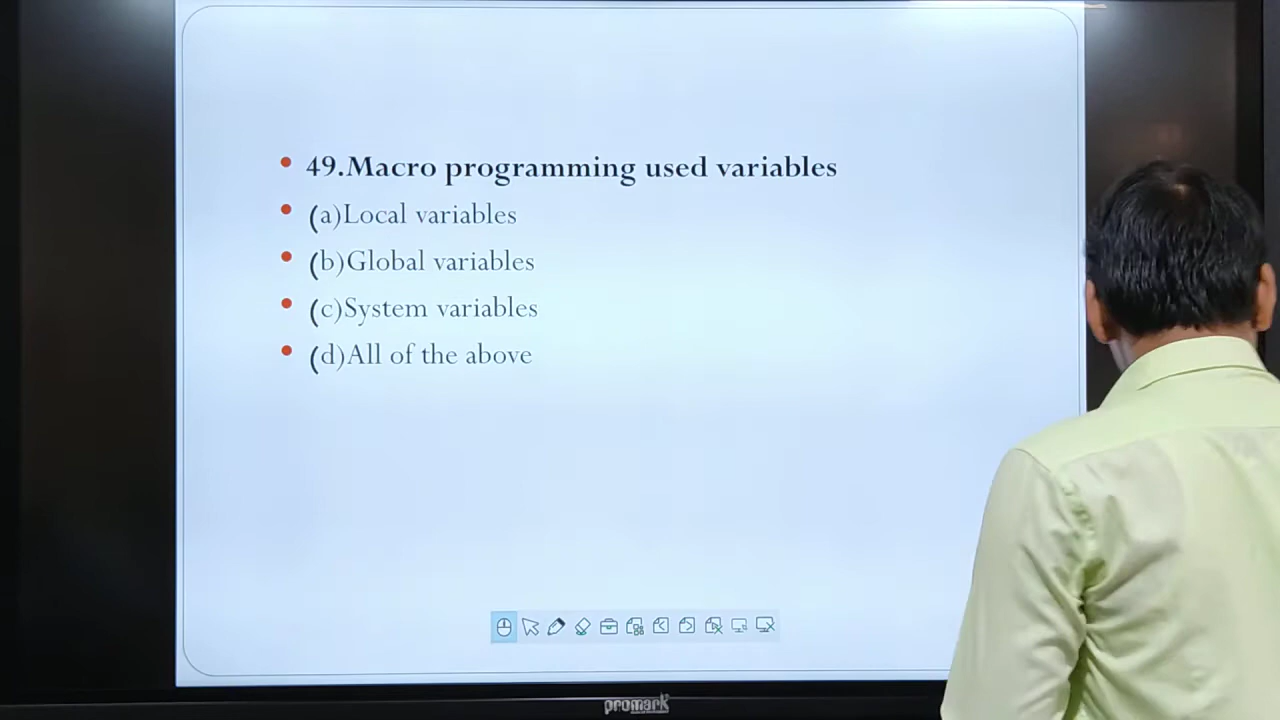 49.Macro programming used variables
(a)Local variables
(b)Global variables
(c)System variables
(d)All of the above
promark